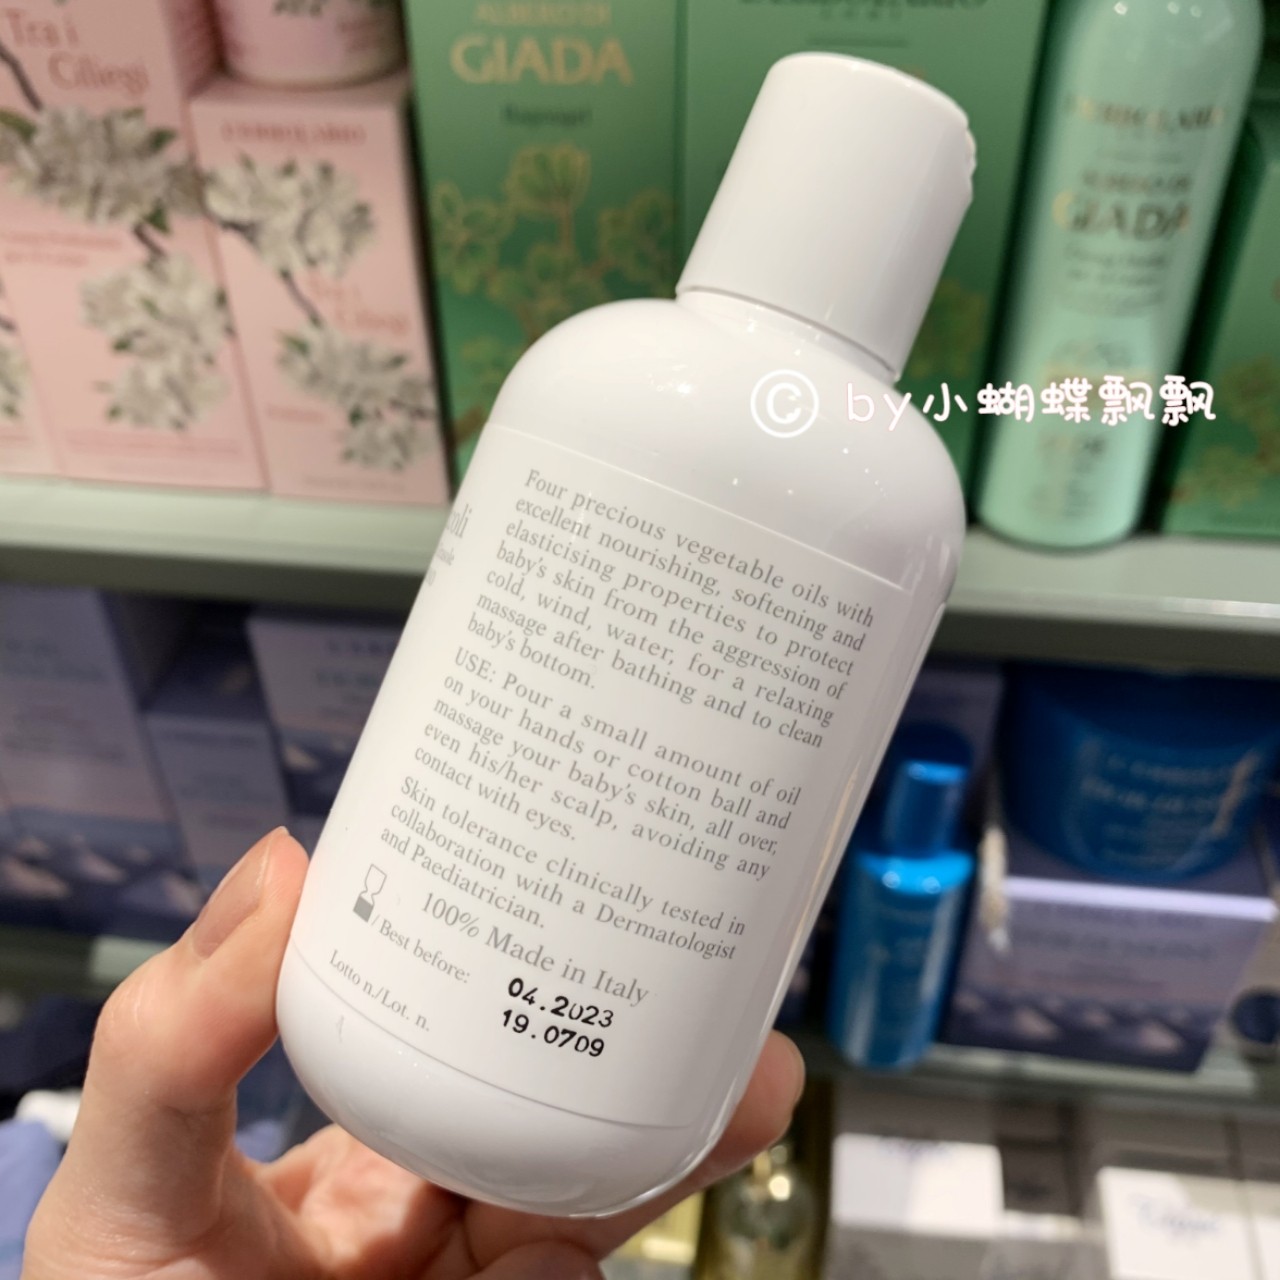 Tra i
Ciliegi
L'ERBOLARIO
ALBERO DI
GIADA
GIADA
© by小蝴蝶飘飘
Four precious vegetable oils with
excellent nourishing, softening and
elasticising properties to protect
baby's skin from the aggression of
cold, wind, water, for a relaxing
massage after bathing and to clean
baby's bottom.
USE: Pour a small amount of oil
on your hands or cotton ball and
massage your baby's skin, all over,
even his/her scalp, avoiding any
contact with eyes.
Skin tolerance clinically tested in
collaboration with a Dermatologist
and Paediatrician.
100% Made in Italy
/ Best before: 04.2023
Lotto n./Lot. n. 19.0709